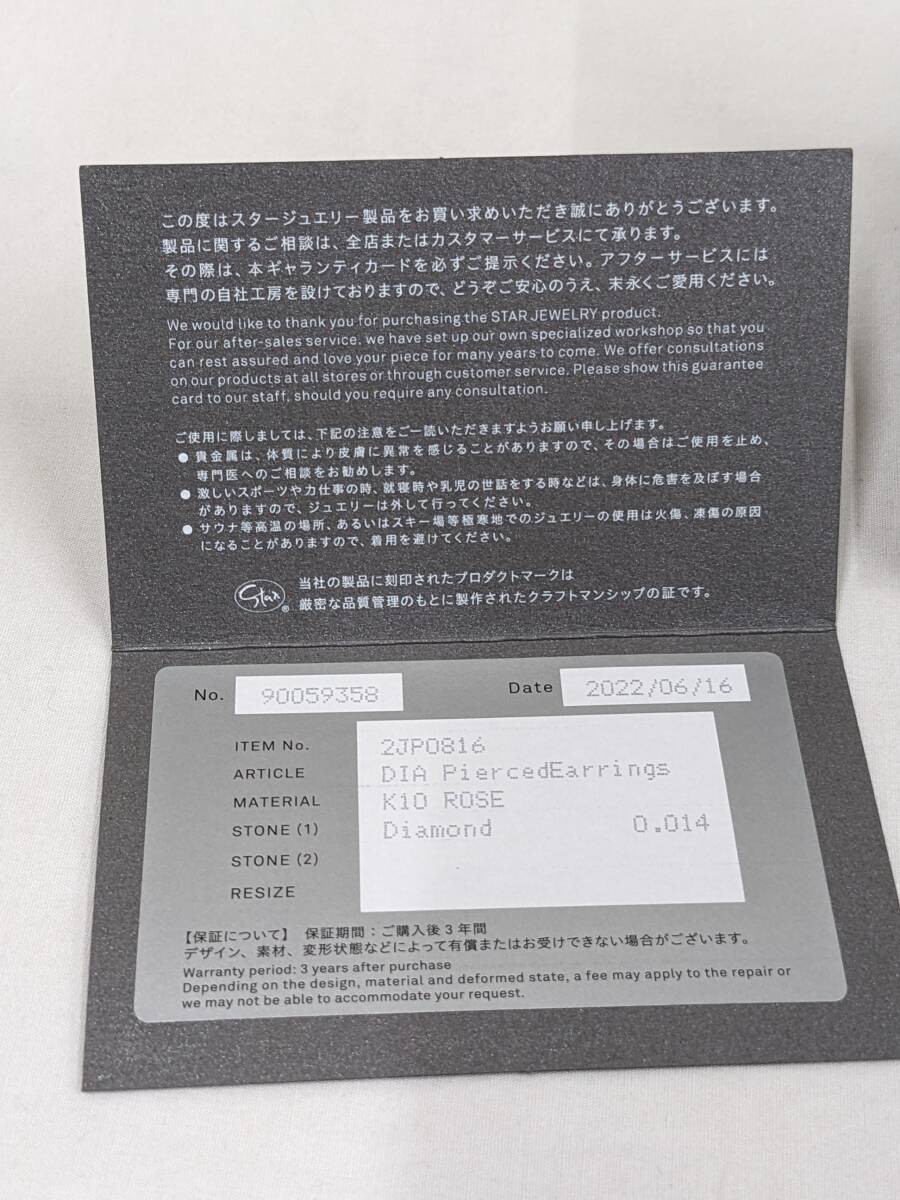 この度はスタージュエリー製品をお買い求めいただき誠にありがとうございます。
製品に関するご相談は、全店またはカスタマーサービスにて承ります。
その際は、本ギャランティカードを必ずご提示ください。アフターサービスには
専門の自社工房を設けておりますので、どうぞご安心のうえ、末永くご愛用ください。
We would like to thank you for purchasing the STAR JEWELRY product.
For our after-sales service, we have set up our own specialized workshop so that you
can rest assured and love your piece for many years to come. We offer consultations
on our products at all stores or through customer service. Please show this guarantee
card to our staff, should you require any consultation.
ご使用に際しましては、下記の注意をご一読いただきますようお願い申し上げます。
● 貴金属は、体質により皮膚に異常を感じることがありますので、その場合はご使用を止め、
専門医へのご相談をお勧めします。
● 激しいスポーツや力仕事の時、就寝時や乳児の世話をする時などは、身体に危害を及ぼす場合
がありますので、ジュエリーは外して行ってください。
● サウナ等高温の場所、あるいはスキー場等極寒地でのジュエリーの使用は火傷、凍傷の原因
になることがありますので、着用を避けてください。
Star ® 当社の製品に刻印されたプロダクトマークは
厳密な品質管理のもとに製作されたクラフトマンシップの証です。
No. 90059358 Date 2022/06/16
ITEM No. 2JP0816
ARTICLE DIA PiercedEarrings
MATERIAL K10 ROSE
STONE (1) Diamond 0.014
STONE (2)
RESIZE
【保証について】 保証期間：ご購入後3年間
デザイン、素材、変形状態などによって有償またはお受けできない場合がございます。
Warranty period: 3 years after purchase
Depending on the design, material and deformed state, a fee may apply to the repair or
we may not be able to accommodate your request.